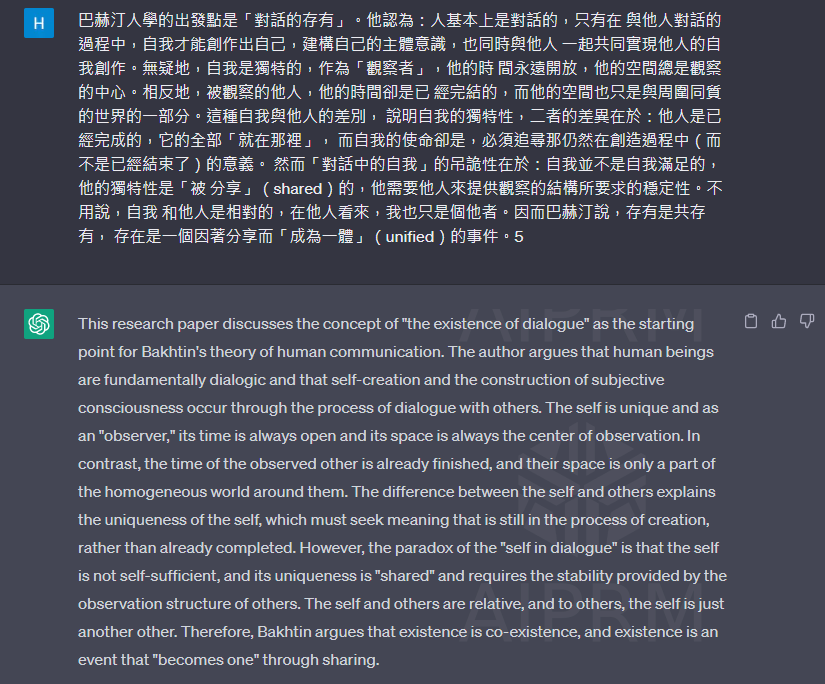 H
巴赫汀人學的出發點是「對話的存有」。他認為：人基本上是對話的，只有在 與他人對話的
過程中，自我才能創作出自己，建構自己的主體意識，也同時與他人 一起共同實現他人的自
我創作。無疑地，自我是獨特的，作為「觀察者」，他的時 間永遠開放，他的空間總是觀察
的中心。相反地，被觀察的他人，他的時間卻是已 經完結的，而他的空間也只是與周圍同質
的世界的一部分。這種自我與他人的差別， 說明自我的獨特性，二者的差異在於：他人是已
經完成的，它的全部「就在那裡」， 而自我的使命卻是，必須追尋那仍然在創造過程中（而
不是已經結束了）的意義。 然而「對話中的自我」的吊詭性在於：自我並不是自我滿足的，
他的獨特性是「被 分享」（shared）的，他需要他人來提供觀察的結構所要求的穩定性。不
用說，自我 和他人是相對的，在他人看來，我也只是個他者。因而巴赫汀說，存有是共存
有， 存在是一個因著分享而「成為一體」（unified）的事件。5
This research paper discusses the concept of "the existence of dialogue" as the starting
point for Bakhtin's theory of human communication. The author argues that human beings
are fundamentally dialogic and that self-creation and the construction of subjective
consciousness occur through the process of dialogue with others. The self is unique and as
an "observer," its time is always open and its space is always the center of observation. In
contrast, the time of the observed other is already finished, and their space is only a part of
the homogeneous world around them. The difference between the self and others explains
the uniqueness of the self, which must seek meaning that is still in the process of creation,
rather than already completed. However, the paradox of the "self in dialogue" is that the self
is not self-sufficient, and its uniqueness is "shared" and requires the stability provided by the
observation structure of others. The self and others are relative, and to others, the self is just
another other. Therefore, Bakhtin argues that existence is co-existence, and existence is an
event that "becomes one" through sharing.
AIPRM
AIPRM